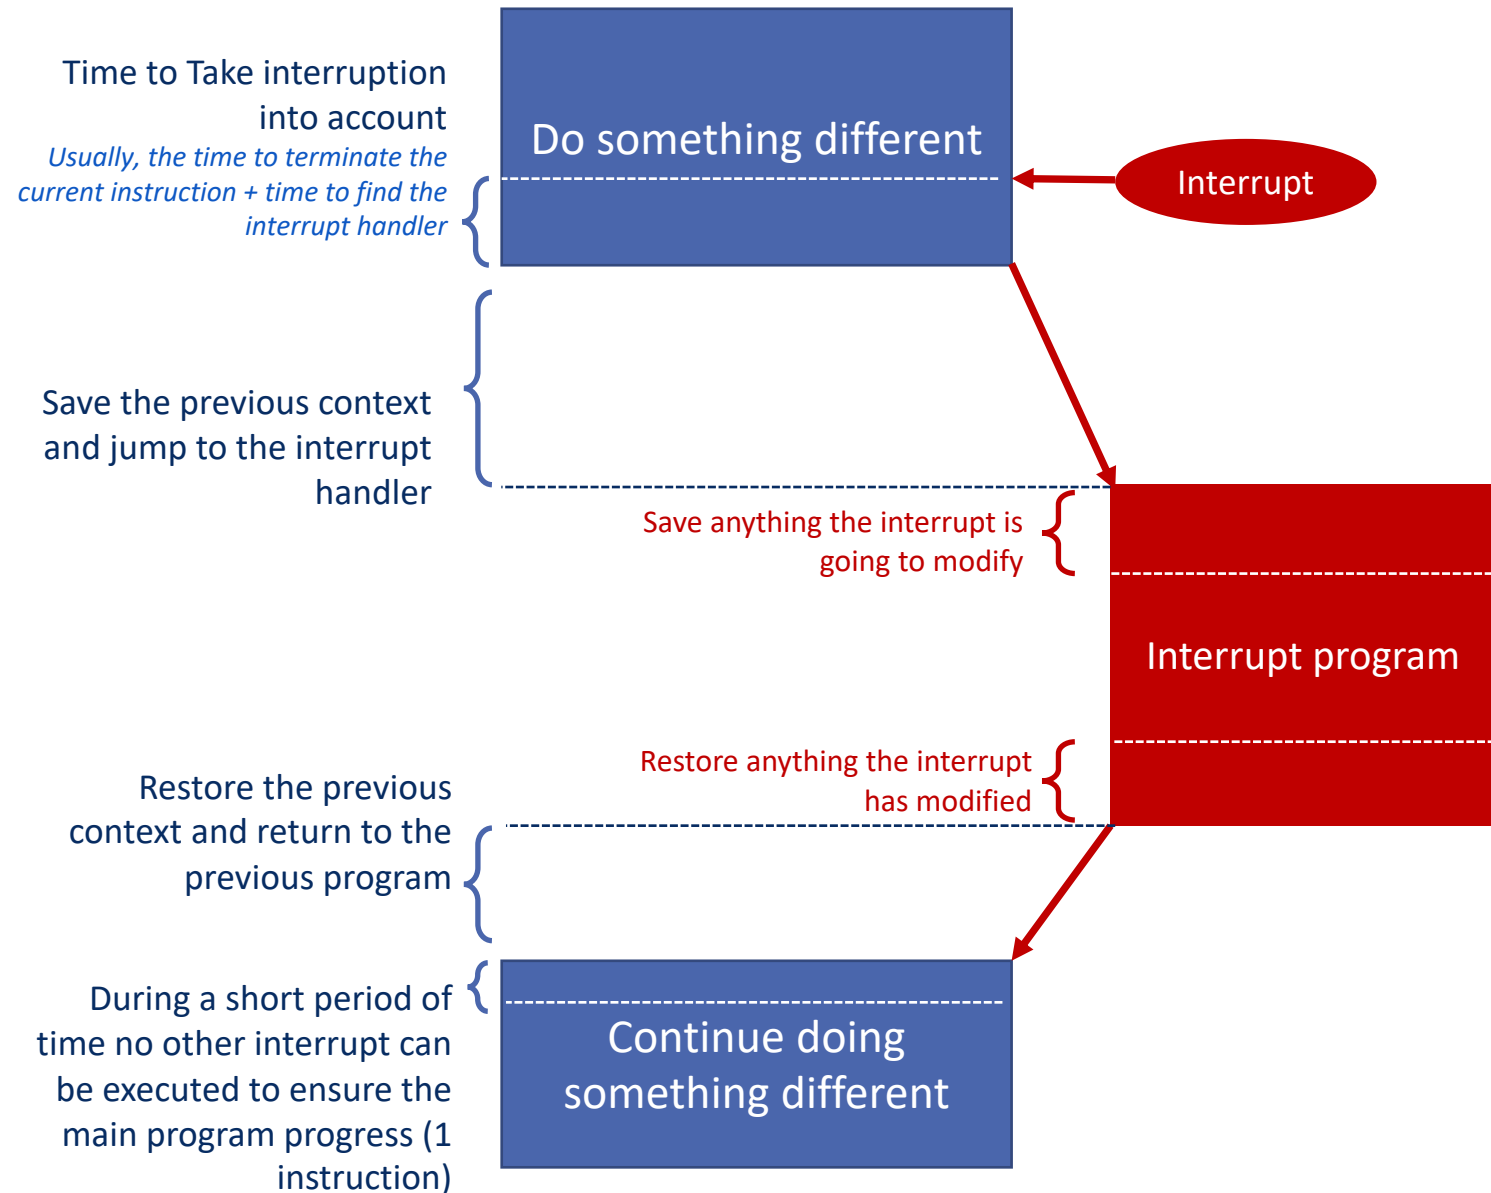 Time to Take interruption
into account
Usually, the time to terminate the
current instruction + time to find the
interrupt handler
Do something different
Interrupt
Save the previous context
and jump to the interrupt
handler
Save anything the interrupt is
going to modify
Interrupt program
Restore anything the interrupt
has modified
Restore the previous
context and return to the
previous program
During a short period of
time no other interrupt can
be executed to ensure the
main program progress (1
instruction)
Continue doing
something different